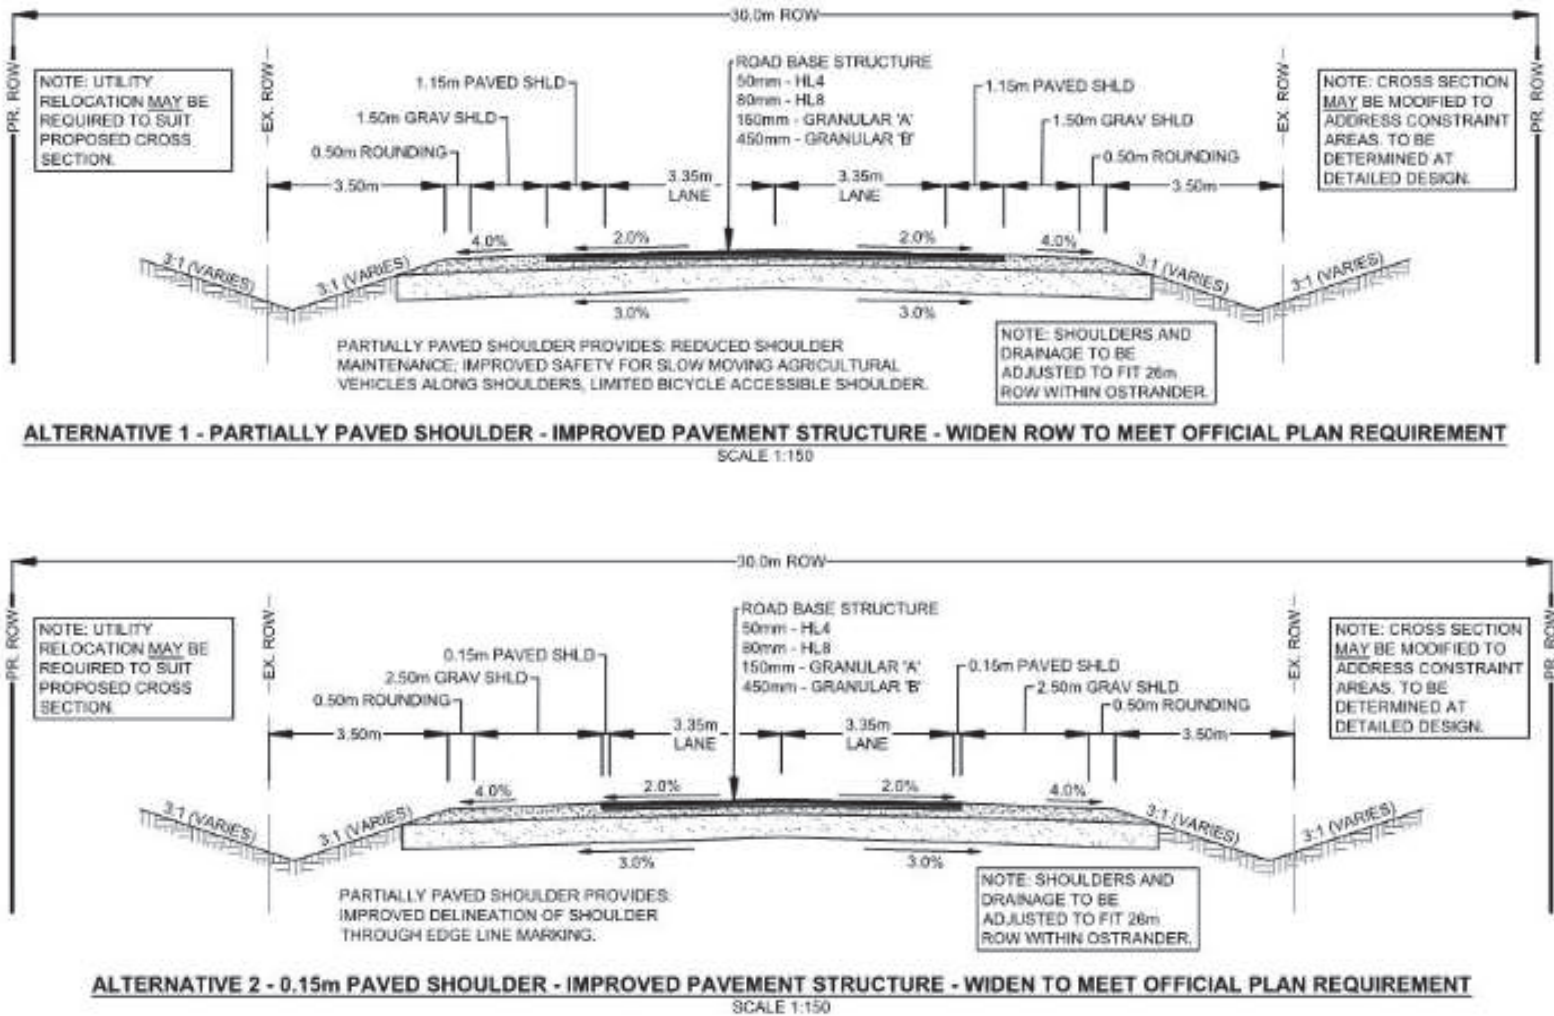 30.0m ROW
PR. ROW
NOTE: UTILITY
RELOCATION MAY BE
REQUIRED TO SUIT
PROPOSED CROSS
SECTION.
EX. ROW
1.15m PAVED SHLD
1.50m GRAV SHLD
0.50m ROUNDING
3.50m
3.35m
LANE
ROAD BASE STRUCTURE
50mm - HL4
80mm - HL8
150mm - GRANULAR 'A'
450mm - GRANULAR 'B'
3.35m
LANE
1.15m PAVED SHLD
1.50m GRAV SHLD
0.50m ROUNDING
3.50m
EX. ROW
NOTE: CROSS SECTION
MAY BE MODIFIED TO
ADDRESS CONSTRAINT
AREAS. TO BE
DETERMINED AT
DETAILED DESIGN.
PR. ROW
4.0%
2.0%
2.0%
4.0%
3:1 (VARIES)
3:1 (VARIES)
3:1 (VARIES)
3:1 (VARIES)
3.0%
3.0%
PARTIALLY PAVED SHOULDER PROVIDES: REDUCED SHOULDER
MAINTENANCE; IMPROVED SAFETY FOR SLOW MOVING AGRICULTURAL
VEHICLES ALONG SHOULDERS, LIMITED BICYCLE ACCESSIBLE SHOULDER.
NOTE: SHOULDERS AND
DRAINAGE TO BE
ADJUSTED TO FIT 26m
ROW WITHIN OSTRANDER.
ALTERNATIVE 1 - PARTIALLY PAVED SHOULDER - IMPROVED PAVEMENT STRUCTURE - WIDEN ROW TO MEET OFFICIAL PLAN REQUIREMENT
SCALE 1:150
30.0m ROW
PR. ROW
NOTE: UTILITY
RELOCATION MAY BE
REQUIRED TO SUIT
PROPOSED CROSS
SECTION.
EX. ROW
0.15m PAVED SHLD
2.50m GRAV SHLD
0.50m ROUNDING
3.50m
3.35m
LANE
ROAD BASE STRUCTURE
50mm - HL4
80mm - HL8
150mm - GRANULAR 'A'
450mm - GRANULAR 'B'
3.35m
LANE
0.15m PAVED SHLD
2.50m GRAV SHLD
0.50m ROUNDING
3.50m
EX. ROW
NOTE: CROSS SECTION
MAY BE MODIFIED TO
ADDRESS CONSTRAINT
AREAS. TO BE
DETERMINED AT
DETAILED DESIGN.
PR. ROW
4.0%
2.0%
2.0%
4.0%
3:1 (VARIES)
3:1 (VARIES)
3:1 (VARIES)
3:1 (VARIES)
3.0%
3.0%
PARTIALLY PAVED SHOULDER PROVIDES:
IMPROVED DELINEATION OF SHOULDER
THROUGH EDGE LINE MARKING.
NOTE: SHOULDERS AND
DRAINAGE TO BE
ADJUSTED TO FIT 26m
ROW WITHIN OSTRANDER.
ALTERNATIVE 2 - 0.15m PAVED SHOULDER - IMPROVED PAVEMENT STRUCTURE - WIDEN TO MEET OFFICIAL PLAN REQUIREMENT
SCALE 1:150